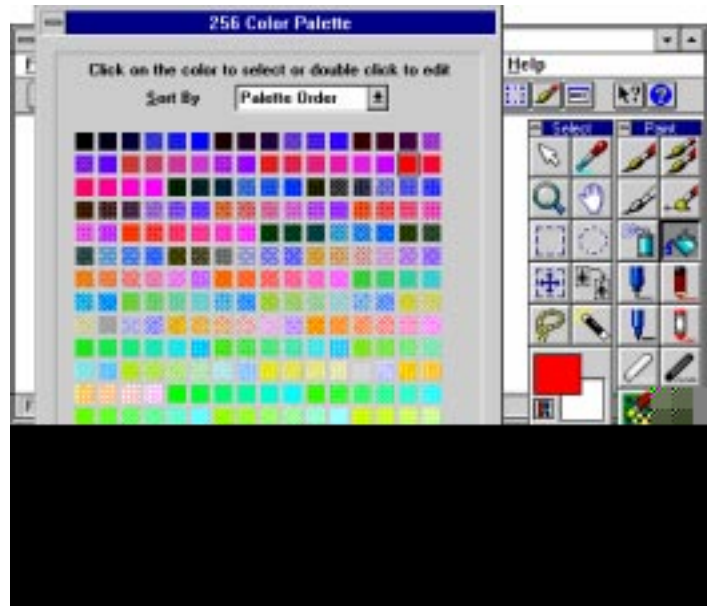 256 Color Palette
Help
Click on the color to select or double click to edit
Sort By Palette Order
Select Paint